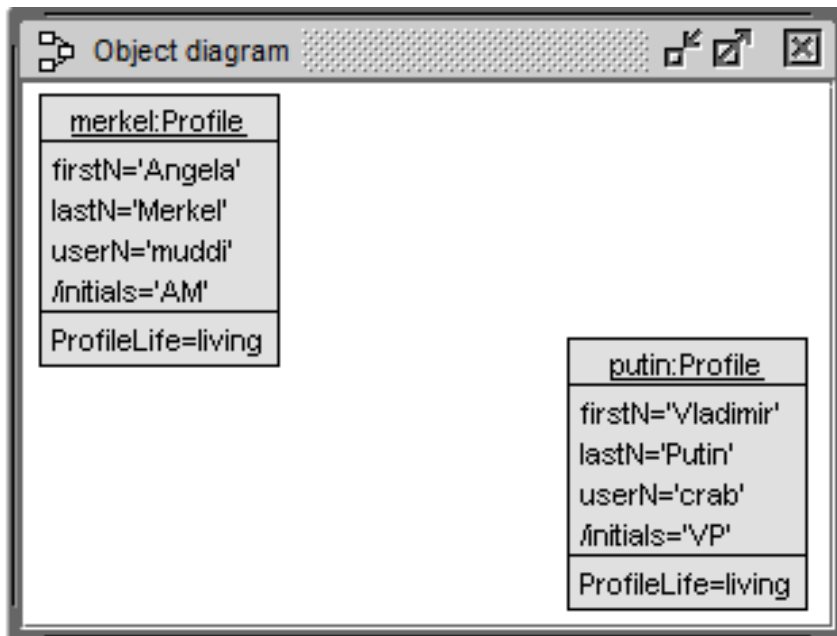 Object diagram
merkel:Profile
firstN='Angela'
lastN='Merkel'
userN='muddi'
/initials='AM'
ProfileLife=living
putin:Profile
firstN='Vladimir'
lastN='Putin'
userN='crab'
/initials='VP'
ProfileLife=living